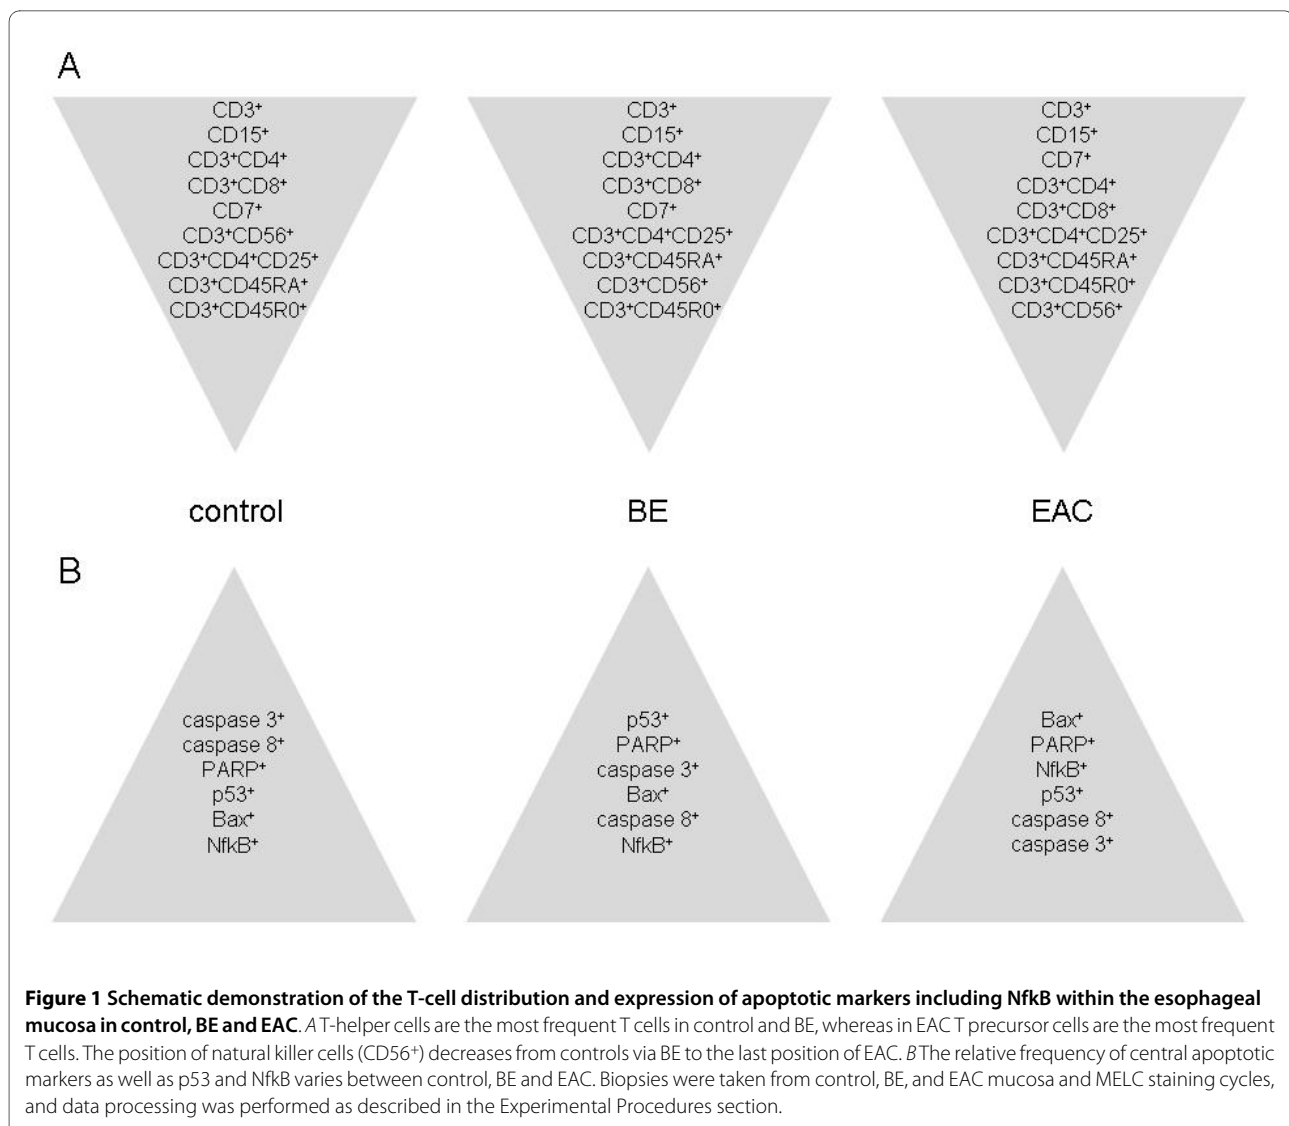 A
CD3⁺
CD15⁺
CD3⁺CD4⁺
CD3⁺CD8⁺
CD7⁺
CD3⁺CD56⁺
CD3⁺CD4⁺CD25⁺
CD3⁺CD45RA⁺
CD3⁺CD45R0⁺
CD3⁺
CD15⁺
CD3⁺CD4⁺
CD3⁺CD8⁺
CD7⁺
CD3⁺CD4⁺CD25⁺
CD3⁺CD45RA⁺
CD3⁺CD56⁺
CD3⁺CD45R0⁺
CD3⁺
CD15⁺
CD7⁺
CD3⁺CD4⁺
CD3⁺CD8⁺
CD3⁺CD4⁺CD25⁺
CD3⁺CD45RA⁺
CD3⁺CD45R0⁺
CD3⁺CD56⁺
control
BE
EAC
B
caspase 3⁺
caspase 8⁺
PARP⁺
p53⁺
Bax⁺
NfkB⁺
p53⁺
PARP⁺
caspase 3⁺
Bax⁺
caspase 8⁺
NfkB⁺
Bax⁺
PARP⁺
NfkB⁺
p53⁺
caspase 8⁺
caspase 3⁺
Figure 1 Schematic demonstration of the T-cell distribution and expression of apoptotic markers including NfkB within the esophageal
mucosa in control, BE and EAC. A T-helper cells are the most frequent T cells in control and BE, whereas in EAC T precursor cells are the most frequent
T cells. The position of natural killer cells (CD56⁺) decreases from controls via BE to the last position of EAC. B The relative frequency of central apoptotic
markers as well as p53 and NfkB varies between control, BE and EAC. Biopsies were taken from control, BE, and EAC mucosa and MELC staining cycles,
and data processing was performed as described in the Experimental Procedures section.